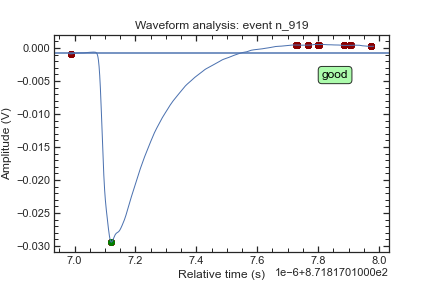 Waveform analysis: event n_919
Amplitude (V)
0.000
−0.005
−0.010
−0.015
−0.020
−0.025
−0.030
good
7.0 7.2 7.4 7.6 7.8 8.0
Relative time (s) 1e-6+8.7181701000e2